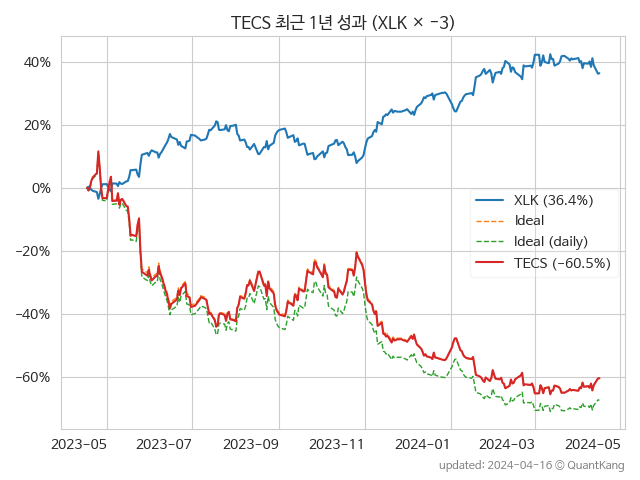 TECS 최근 1년 성과 (XLK × −3)
40%
20%
0%
−20%
−40%
−60%
XLK (36.4%)
Ideal
Ideal (daily)
TECS (−60.5%)
2023-05 2023-07 2023-09 2023-11 2024-01 2024-03 2024-05
updated: 2024-04-16 © QuantKang